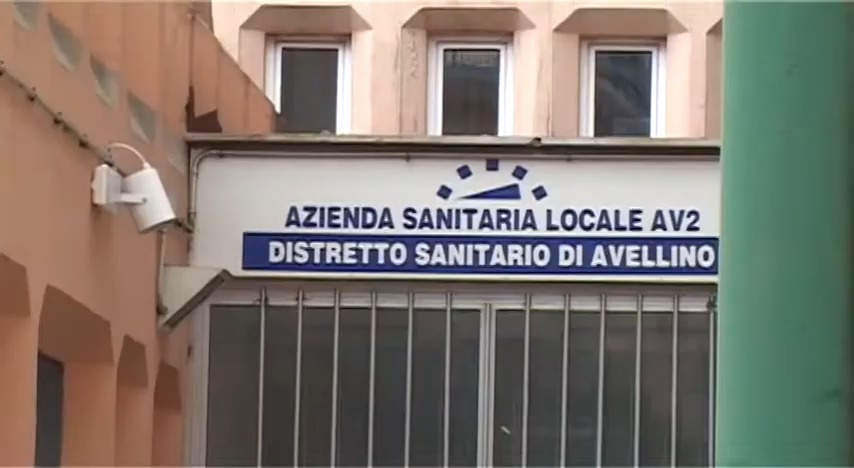 AZIENDA SANITARIA LOCALE AV2
DISTRETTO SANITARIO DI AVELLINO